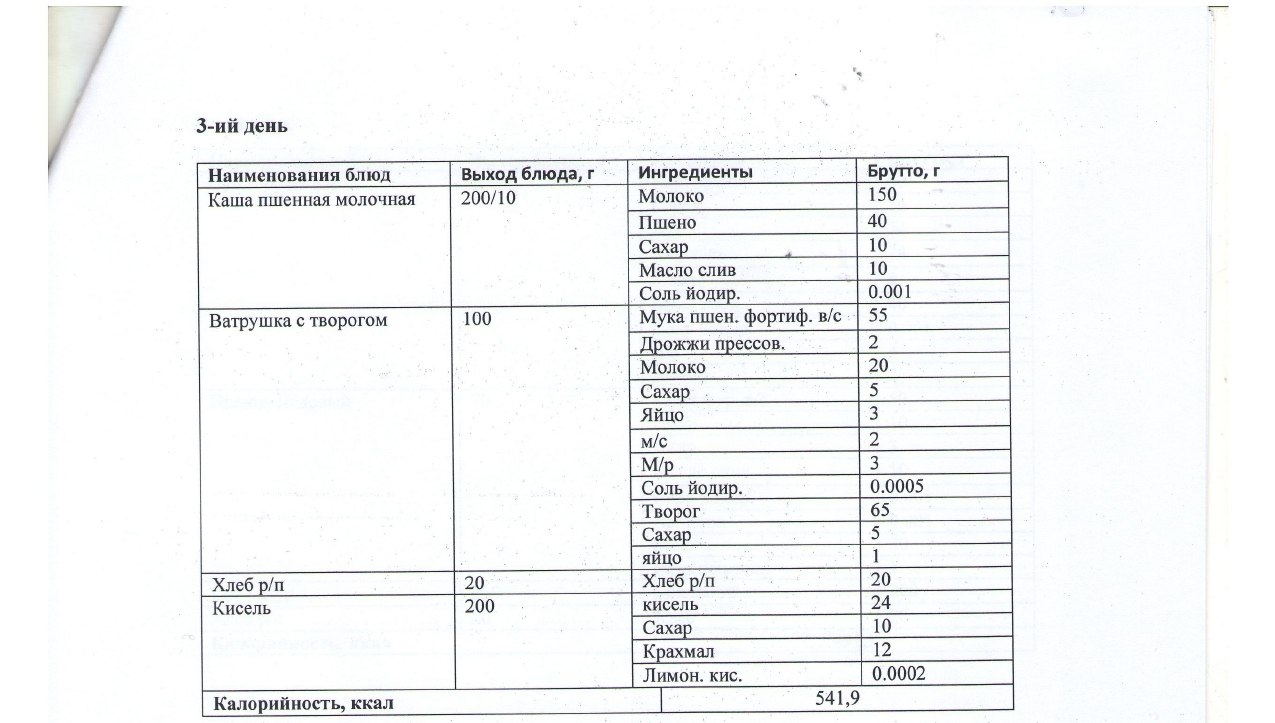 3-ий день
Наименования блюд Выход блюда, г Ингредиенты Брутто, г
Каша пшенная молочная 200/10 Молоко 150
Пшено 40
Сахар 10
Масло слив 10
Соль йодир. 0.001
Ватрушка с творогом 100 Мука пшен. фортиф. в/с 55
Дрожжи прессов. 2
Молоко 20
Сахар 5
Яйцо 3
м/с 2
М/р 3
Соль йодир. 0.0005
Творог 65
Сахар 5
яйцо 1
Хлеб р/п 20 Хлеб р/п 20
Кисель 200 кисель 24
Сахар 10
Крахмал 12
Лимон. кис. 0.0002
Калорийность, ккал 541,9